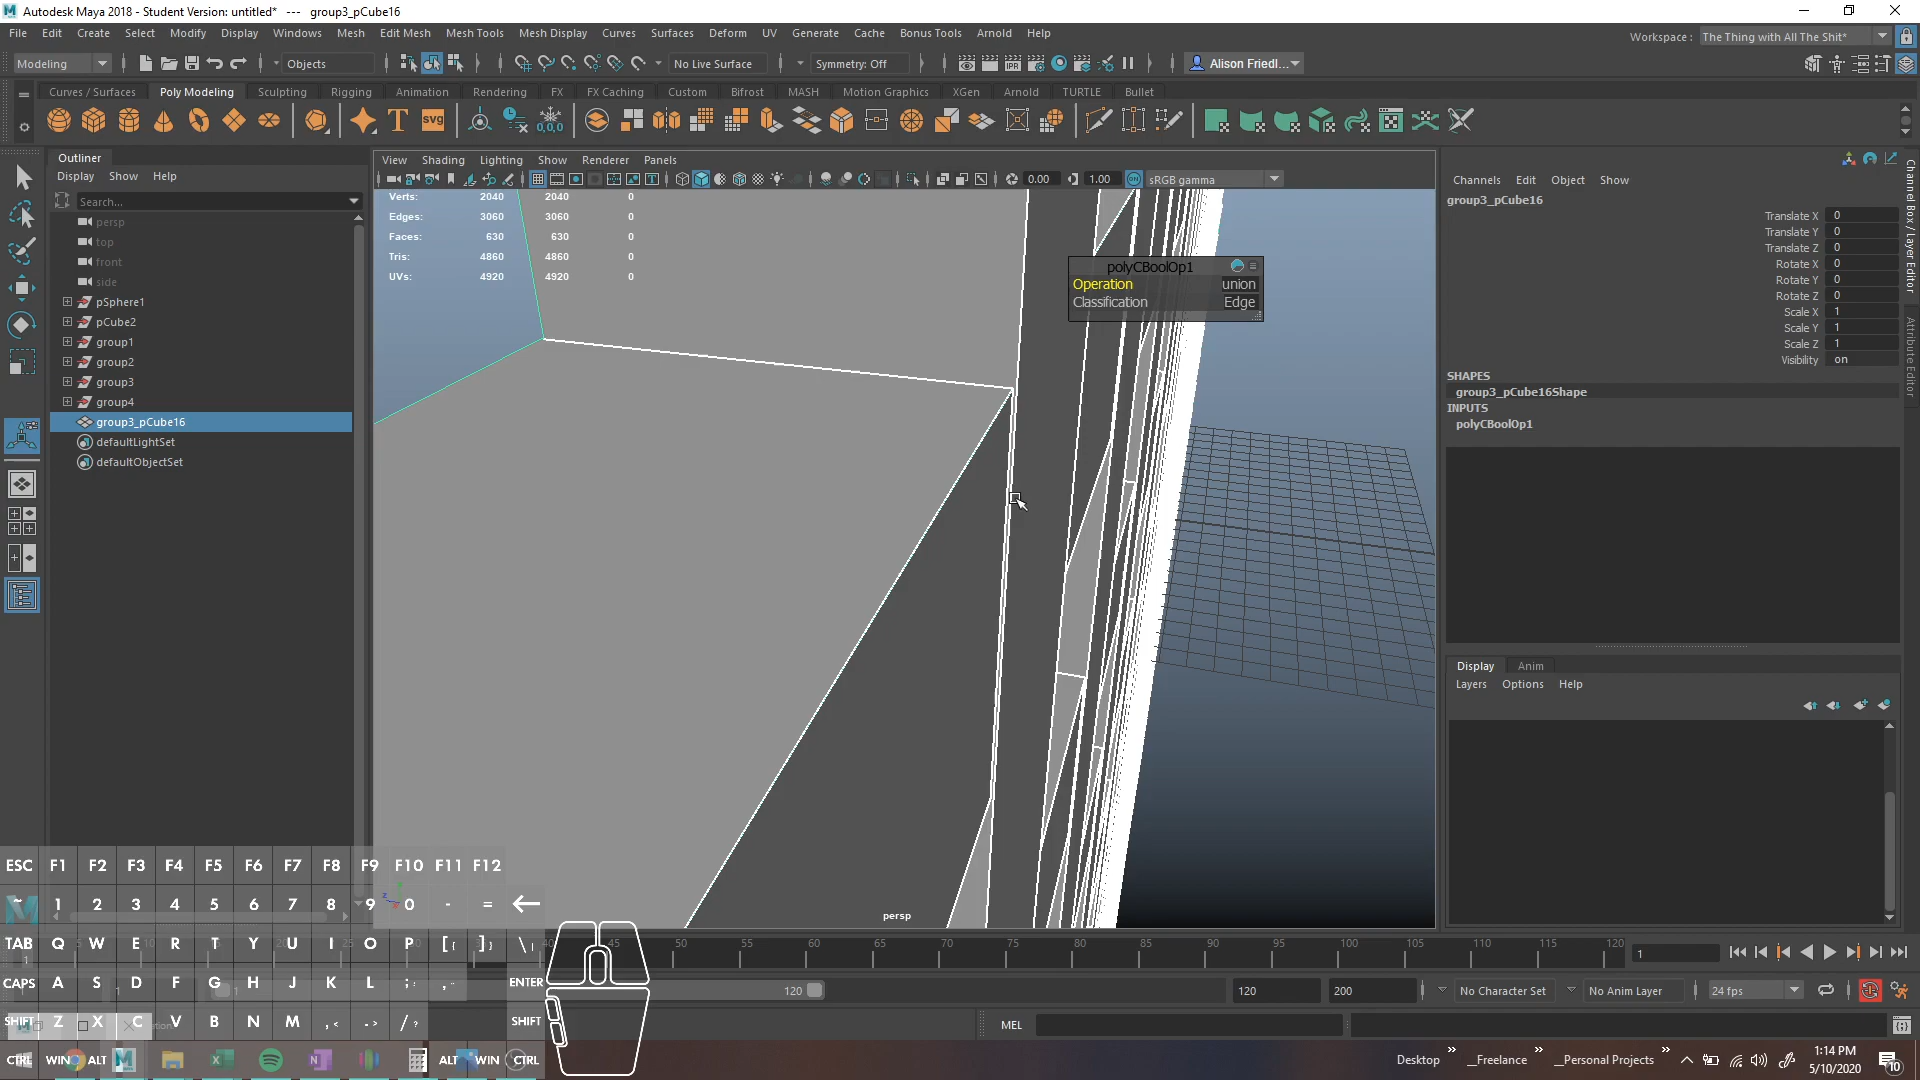 Autodesk Maya 2018 - Student Version: untitled*   ---   group3_pCube16
File Edit Create Select Modify Display Windows Mesh Edit Mesh Mesh Tools Mesh Display Curves Surfaces Deform UV Generate Cache Bonus Tools Arnold Help
Workspace : The Thing with All The Shit*
Modeling Objects No Live Surface Symmetry: Off Alison Friedl...
Curves / Surfaces Poly Modeling Sculpting Rigging Animation Rendering FX FX Caching Custom Bifrost MASH Motion Graphics XGen Arnold TURTLE Bullet
Outliner
Display Show Help
Search...
persp
top
front
side
pSphere1
pCube2
group1
group2
group3
group4
group3_pCube16
defaultLightSet
defaultObjectSet
View Shading Lighting Show Renderer Panels
0.00 1.00 sRGB gamma
Verts: 2040 2040 0
Edges: 3060 3060 0
Faces: 630 630 0
Tris: 4860 4860 0
UVs: 4920 4920 0
polyCBoolOp1
Operation union
Classification Edge
persp
Channels Edit Object Show
group3_pCube16
Translate X 0
Translate Y 0
Translate Z 0
Rotate X 0
Rotate Y 0
Rotate Z 0
Scale X 1
Scale Y 1
Scale Z 1
Visibility on
SHAPES
group3_pCube16Shape
INPUTS
polyCBoolOp1
Channel Box / Layer Editor
Attribute Editor
Display Anim
Layers Options Help
ESC F1 F2 F3 F4 F5 F6 F7 F8 F9 F10 F11 F12
~ 1 2 3 4 5 6 7 8 9 0 - =
TAB Q W E R T Y U I O P [{ ]} \|
CAPS A S D F G H J K L ;: ENTER
SHIFT Z X C V B N M ,< .> /? SHIFT
CTRL WIN ALT ALT WIN CTRL
45 50 55 60 65 70 75 80 85 90 95 100 105 110 115 120
1
120 120 200 No Character Set No Anim Layer 24 fps
MEL
Desktop __Freelance __Personal Projects
1:14 PM
5/10/2020